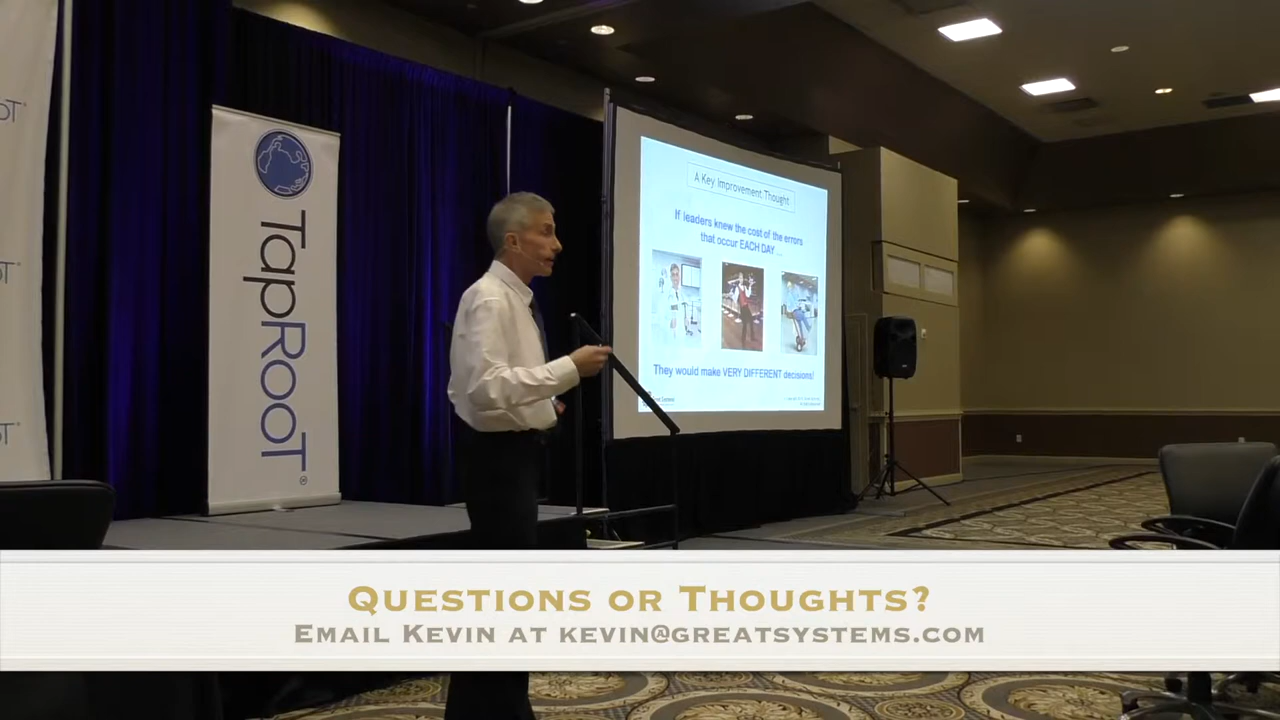 TapRooT®
A Key Improvement Thought
If leaders knew the cost of the errors
that occur EACH DAY ...
They would make VERY DIFFERENT decisions!
QUESTIONS OR THOUGHTS?
EMAIL KEVIN AT KEVIN@GREATSYSTEMS.COM